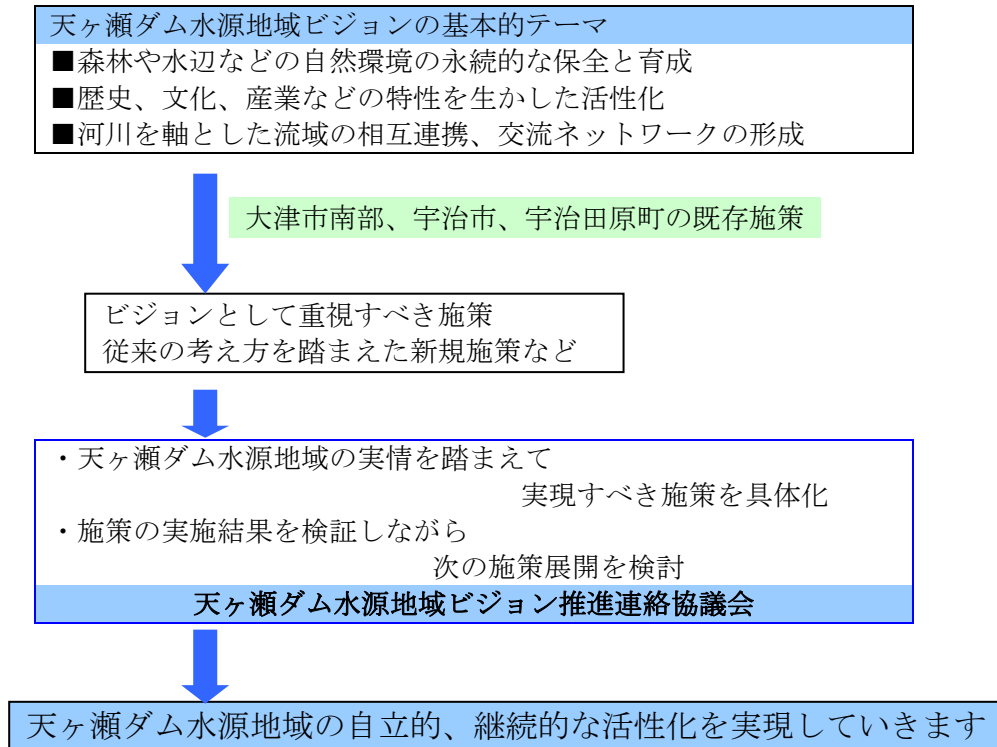 天ヶ瀬ダム水源地域ビジョンの基本的テーマ
■森林や水辺などの自然環境の永続的な保全と育成
■歴史、文化、産業などの特性を生かした活性化
■河川を軸とした流域の相互連携、交流ネットワークの形成
大津市南部、宇治市、宇治田原町の既存施策
ビジョンとして重視すべき施策
従来の考え方を踏まえた新規施策など
・天ヶ瀬ダム水源地域の実情を踏まえて
実現すべき施策を具体化
・施策の実施結果を検証しながら
次の施策展開を検討
天ヶ瀬ダム水源地域ビジョン推進連絡協議会
天ヶ瀬ダム水源地域の自立的、継続的な活性化を実現していきます